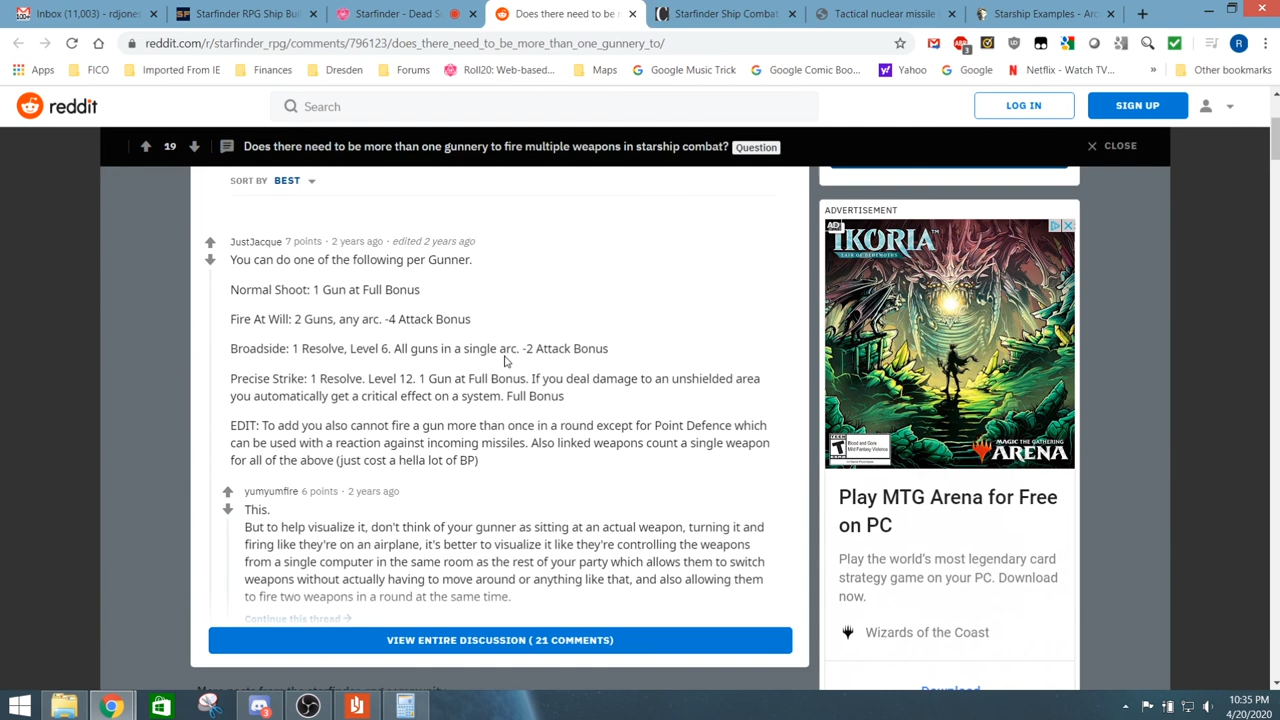 Inbox (11,003) - rdjones
Starfinder RPG Ship Bui
Starfinder - Dead S
Does there need to be m
Starfinder Ship Combat
Tactical nuclear missile
Starship Examples - Arc
reddit.com/r/starfinder_rpg/comments/796123/does_there_need_to_be_more_than_one_gunnery_to/
Apps
FICO
Imported From IE
Finances
Dresden
Forums
Roll20: Web-based...
Maps
Google Music Trick
Google Comic Boo...
Yahoo
Google
Netflix - Watch TV...
Other bookmarks
reddit
Search
LOG IN
SIGN UP
19
Does there need to be more than one gunnery to fire multiple weapons in starship combat?
Question
CLOSE
SORT BY BEST
JustJacque 7 points · 2 years ago · edited 2 years ago
You can do one of the following per Gunner.
Normal Shoot: 1 Gun at Full Bonus
Fire At Will: 2 Guns, any arc. -4 Attack Bonus
Broadside: 1 Resolve, Level 6. All guns in a single arc. -2 Attack Bonus
Precise Strike: 1 Resolve. Level 12. 1 Gun at Full Bonus. If you deal damage to an unshielded area
you automatically get a critical effect on a system. Full Bonus
EDIT: To add you also cannot fire a gun more than once in a round except for Point Defence which
can be used with a reaction against incoming missiles. Also linked weapons count a single weapon
for all of the above (just cost a hella lot of BP)
yumyumfire 6 points · 2 years ago
This.
But to help visualize it, don't think of your gunner as sitting at an actual weapon, turning it and
firing like they're on an airplane, it's better to visualize it like they're controlling the weapons
from a single computer in the same room as the rest of your party which allows them to switch
weapons without actually having to move around or anything like that, and also allowing them
to fire two weapons in a round at the same time.
Continue this thread
VIEW ENTIRE DISCUSSION ( 21 COMMENTS)
ADVERTISEMENT
AD
IKORIA
LAIR OF BEHEMOTHS
Blood and Gore
Mild Fantasy Violence
MAGIC THE GATHERING
ARENA
Play MTG Arena for Free
on PC
Play the world's most legendary card
strategy game on your PC. Download
now.
Wizards of the Coast
Download
10:35 PM
4/20/2020